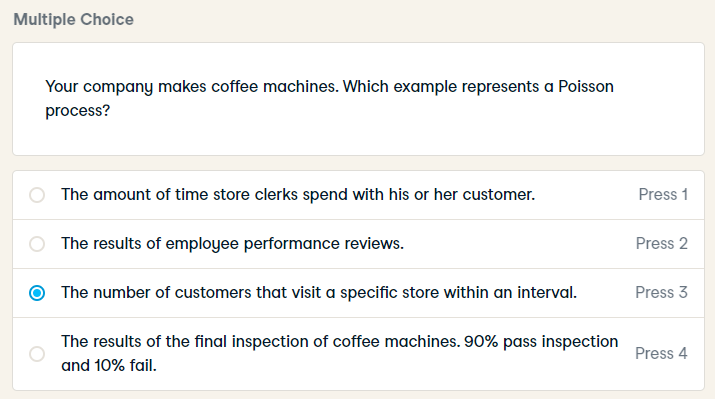 Multiple Choice
Your company makes coffee machines. Which example represents a Poisson
process?
The amount of time store clerks spend with his or her customer.
Press 1
The results of employee performance reviews.
Press 2
The number of customers that visit a specific store within an interval.
Press 3
The results of the final inspection of coffee machines. 90% pass inspection
and 10% fail.
Press 4